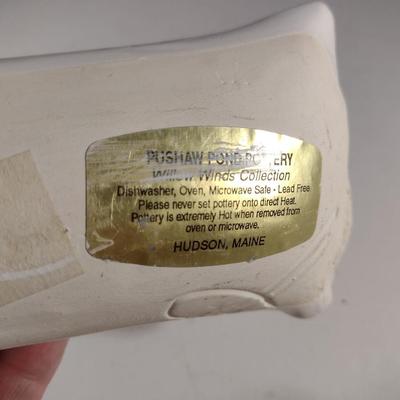 PUSHAW POND POTTERY
Willow Winds Collection
Dishwasher, Oven, Microwave Safe - Lead Free
Please never set pottery onto direct Heat.
Pottery is extremely Hot when removed from
oven or microwave.
HUDSON, MAINE